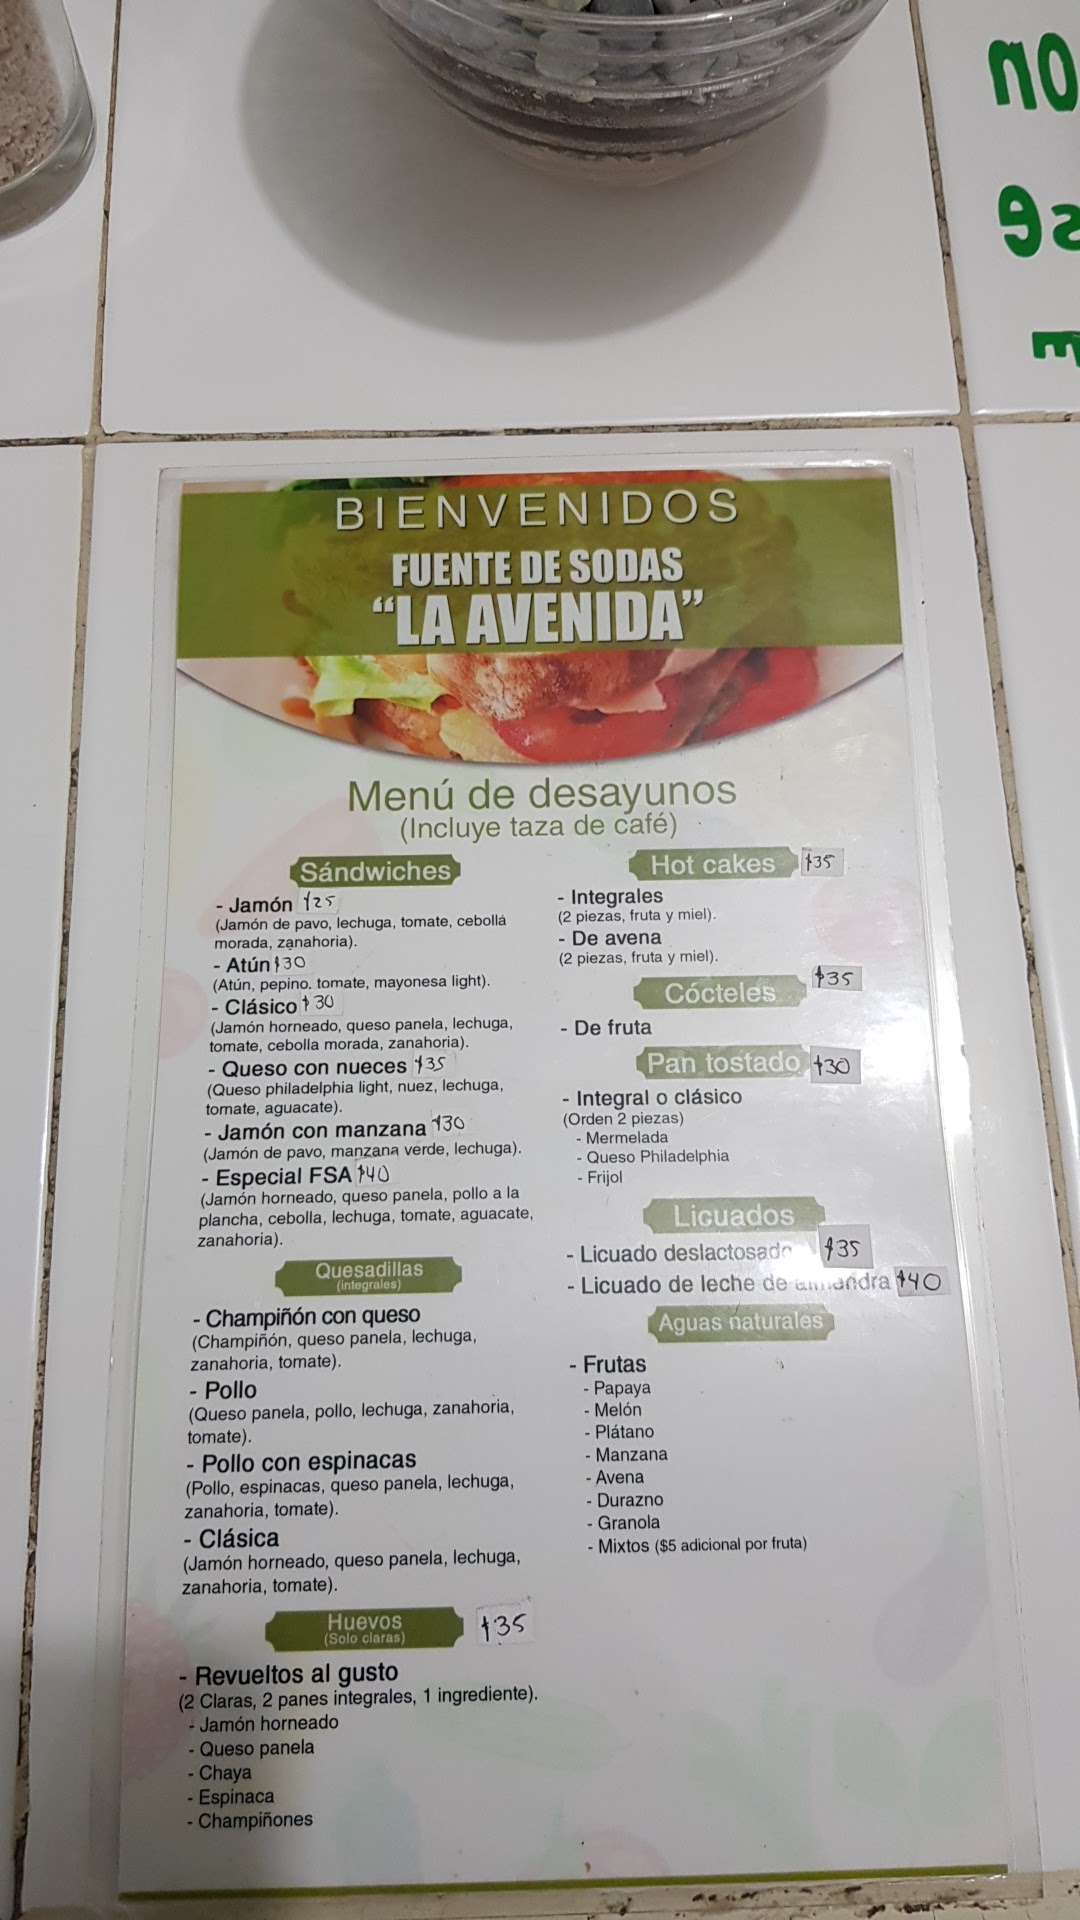 no
es
m
BIENVENIDOS
FUENTE DE SODAS
“LA AVENIDA”
Menú de desayunos
(Incluye taza de café)
Sándwiches
- Jamón $25
(Jamón de pavo, lechuga, tomate, cebolla
morada, zanahoria).
- Atún $30
(Atún, pepino. tomate, mayonesa light).
- Clásico $30
(Jamón horneado, queso panela, lechuga,
tomate, cebolla morada, zanahoria).
- Queso con nueces $35
(Queso philadelphia light, nuez, lechuga,
tomate, aguacate).
- Jamón con manzana $30
(Jamón de pavo, manzana verde, lechuga).
- Especial FSA $40
(Jamón horneado, queso panela, pollo a la
plancha, cebolla, lechuga, tomate, aguacate,
zanahoria).
Quesadillas
(integrales)
- Champiñón con queso
(Champiñón, queso panela, lechuga,
zanahoria, tomate).
- Pollo
(Queso panela, pollo, lechuga, zanahoria,
tomate).
- Pollo con espinacas
(Pollo, espinacas, queso panela, lechuga,
zanahoria, tomate).
- Clásica
(Jamón horneado, queso panela, lechuga,
zanahoria, tomate).
Huevos $35
(Solo claras)
- Revueltos al gusto
(2 Claras, 2 panes integrales, 1 ingrediente).
- Jamón horneado
- Queso panela
- Chaya
- Espinaca
- Champiñones
Hot cakes $35
- Integrales
(2 piezas, fruta y miel).
- De avena
(2 piezas, fruta y miel).
Cócteles $35
- De fruta
Pan tostado $30
- Integral o clásico
(Orden 2 piezas)
- Mermelada
- Queso Philadelphia
- Frijol
Licuados
- Licuado deslactosado $35
- Licuado de leche de almendra $40
Aguas naturales
- Frutas
- Papaya
- Melón
- Plátano
- Manzana
- Avena
- Durazno
- Granola
- Mixtos ($5 adicional por fruta)